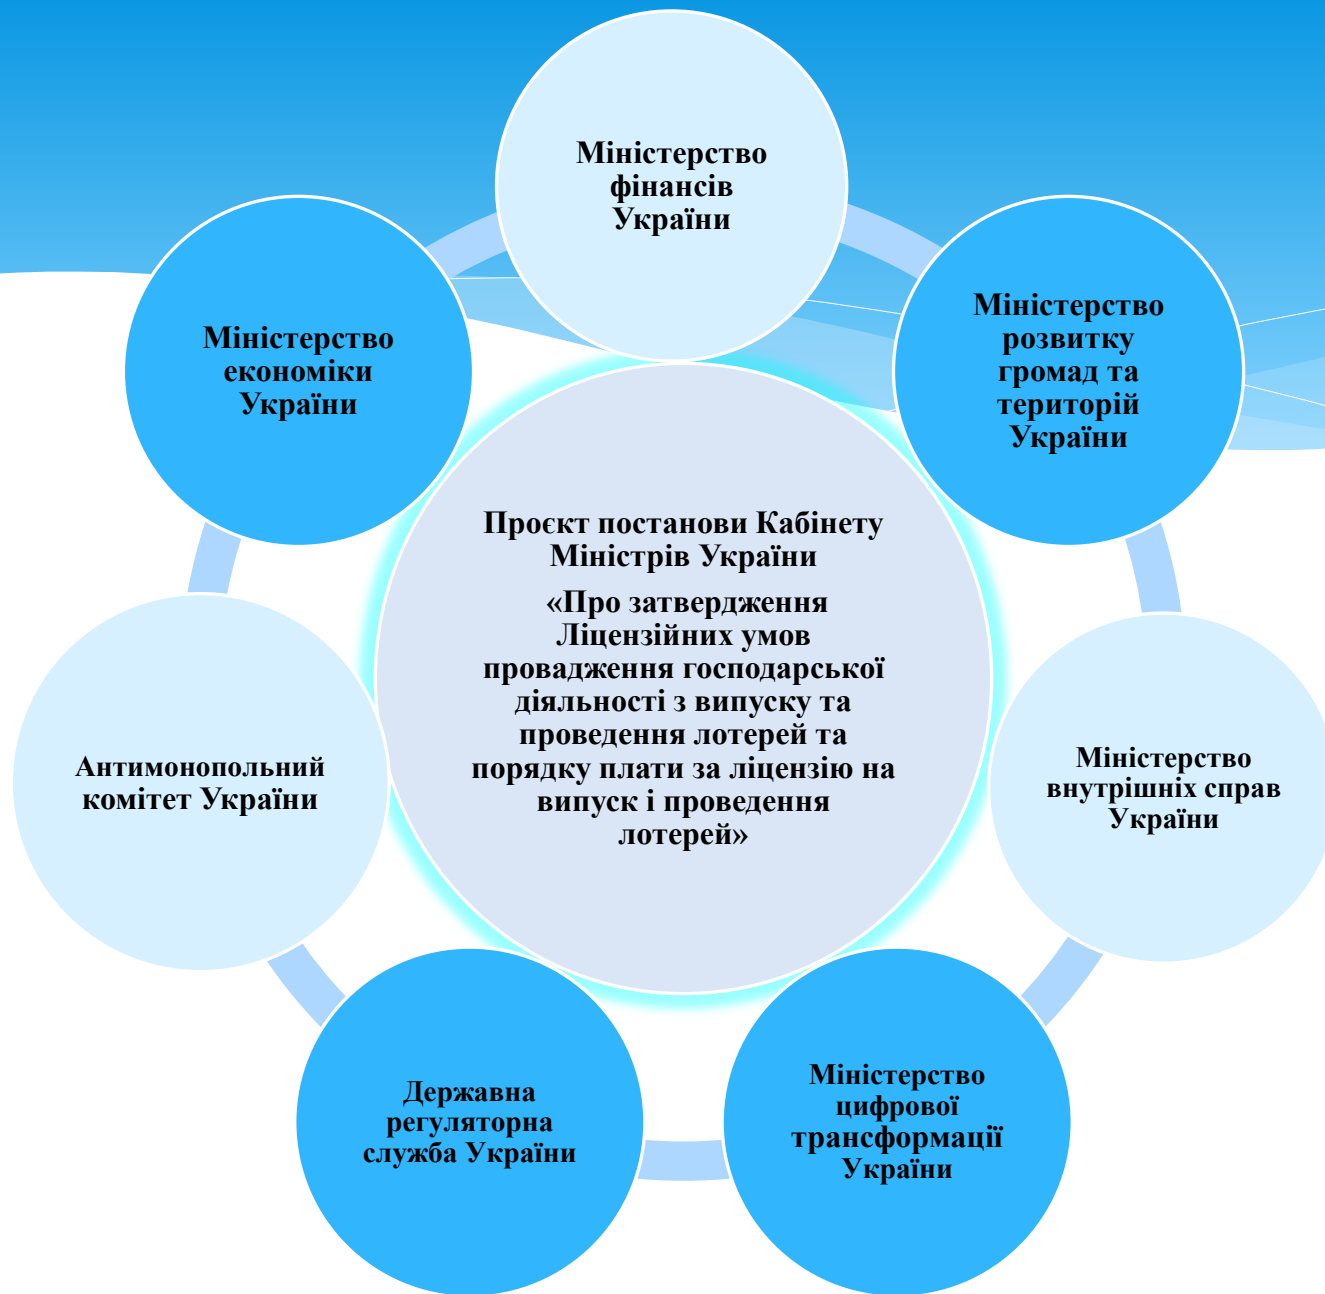 Міністерство
фінансів
України
Міністерство
розвитку
громад та
територій
України
Міністерство
економіки
України
Проєкт постанови Кабінету
Міністрів України
«Про затвердження
Ліцензійних умов
провадження господарської
діяльності з випуску та
проведення лотерей та
порядку плати за ліцензію на
випуск і проведення
лотерей»
Міністерство
внутрішніх справ
України
Антимонопольний
комітет України
Міністерство
цифрової
трансформації
України
Державна
регуляторна
служба України